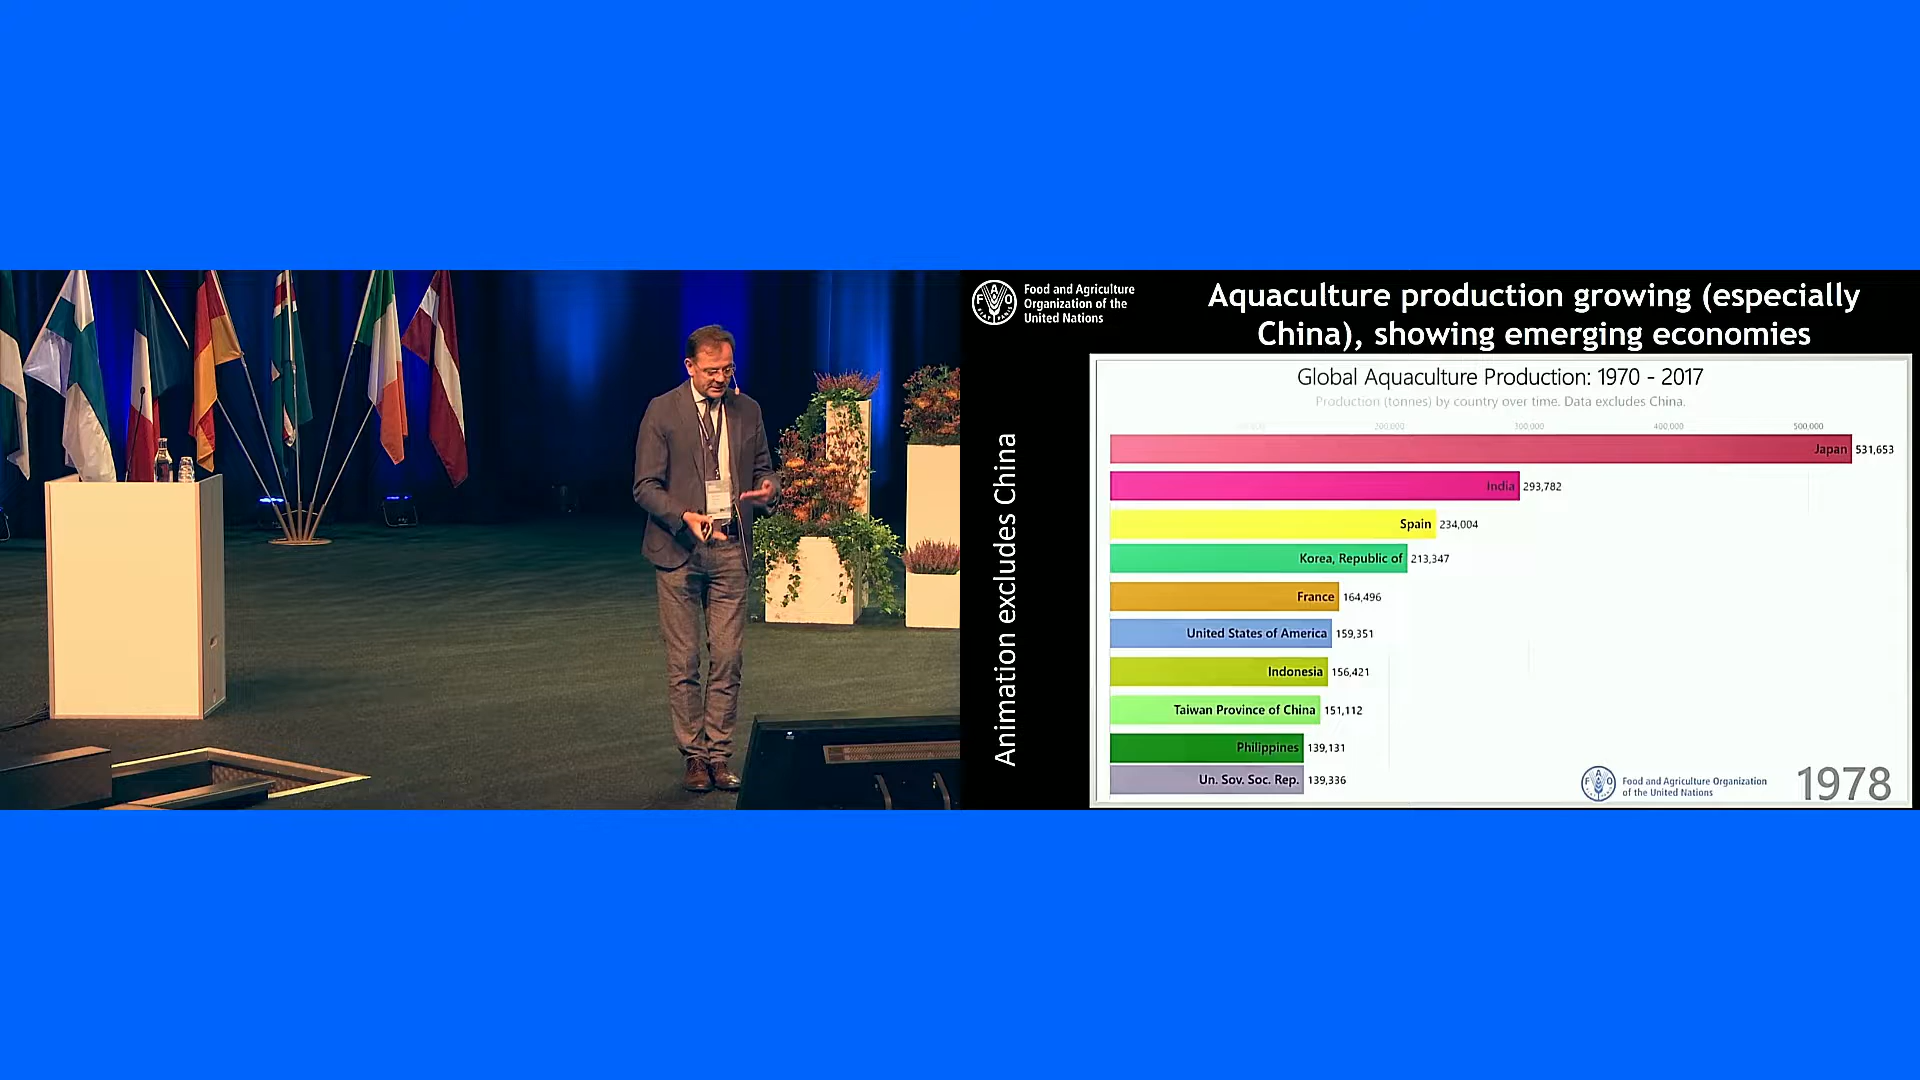 Food and Agriculture
Organization of the
United Nations
Aquaculture production growing (especially
China), showing emerging economies
Animation excludes China
Global Aquaculture Production: 1970 - 2017
Production (tonnes) by country over time. Data excludes China.
200,000 300,000 400,000 500,000
Japan 531,653
India 293,782
Spain 234,004
Korea, Republic of 213,347
France 164,496
United States of America 159,351
Indonesia 156,421
Taiwan Province of China 151,112
Philippines 139,131
Un. Sov. Soc. Rep. 139,336
FAO
Food and Agriculture Organization
of the United Nations
1978